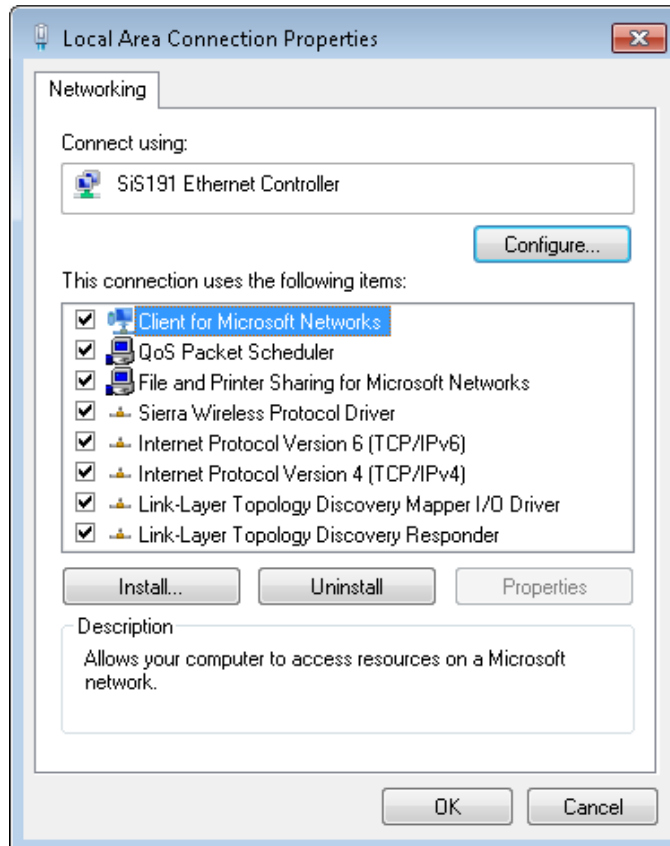 Local Area Connection Properties
Networking
Connect using:
SiS191 Ethernet Controller
Configure...
This connection uses the following items:
Client for Microsoft Networks
QoS Packet Scheduler
File and Printer Sharing for Microsoft Networks
Sierra Wireless Protocol Driver
Internet Protocol Version 6 (TCP/IPv6)
Internet Protocol Version 4 (TCP/IPv4)
Link-Layer Topology Discovery Mapper I/O Driver
Link-Layer Topology Discovery Responder
Install... Uninstall Properties
Description
Allows your computer to access resources on a Microsoft
network.
OK Cancel